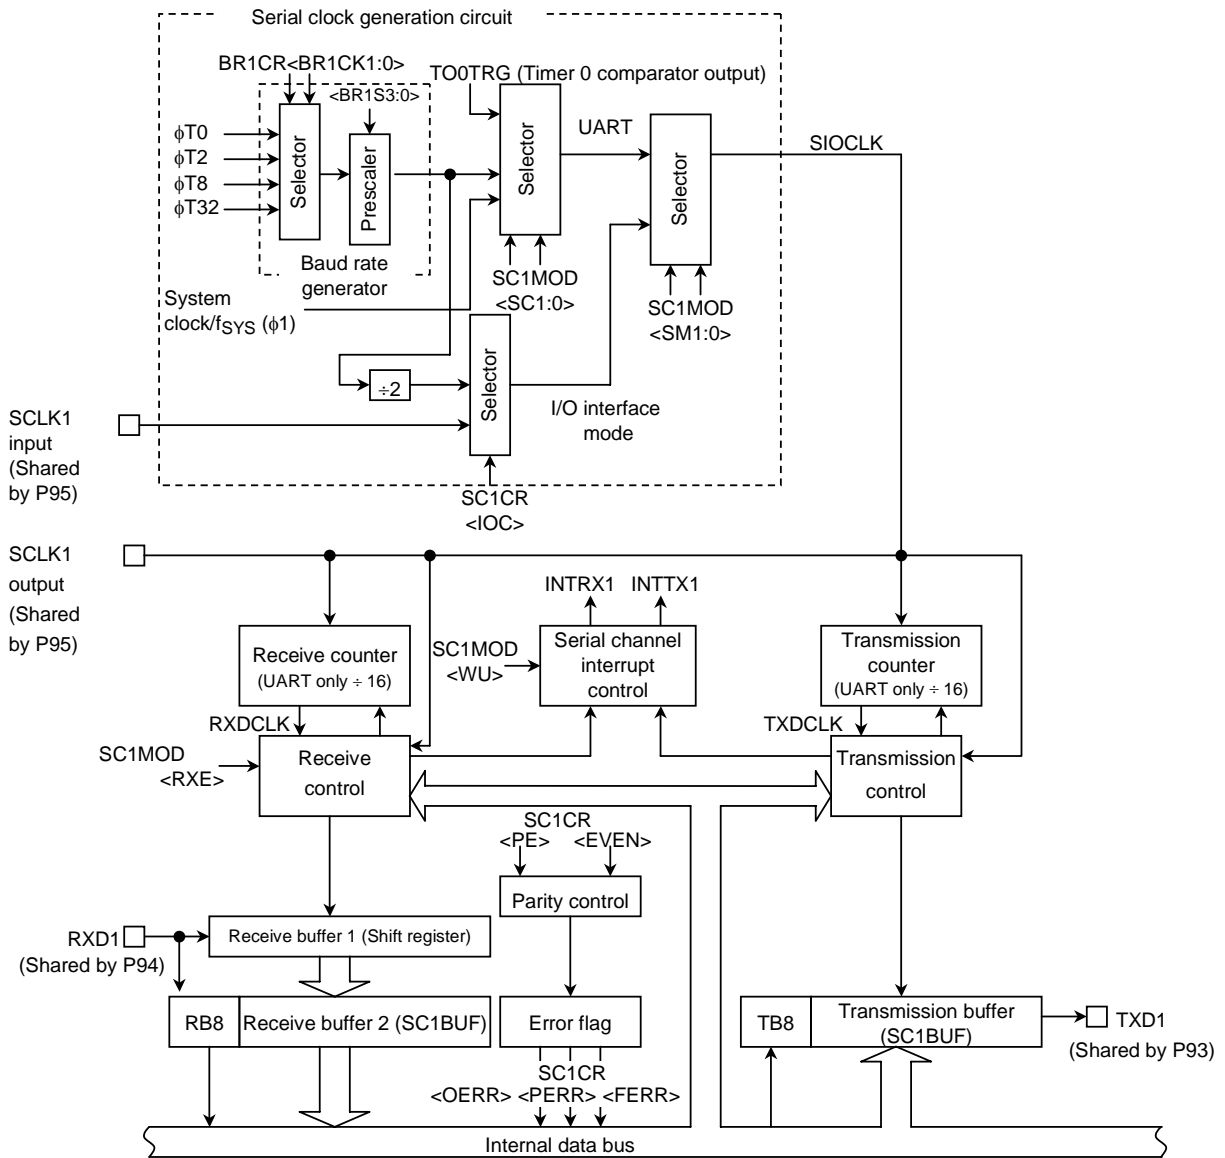 Serial clock generation circuit
BR1CR<BR1CK1:0>
TO0TRG (Timer 0 comparator output)
<BR1S3:0>
UART
SIOCLK
ϕT0
ϕT2
ϕT8
ϕT32
Selector
Prescaler
Selector
Selector
Baud rate
generator
SC1MOD
<SC1:0>
SC1MOD
<SM1:0>
System
clock/fSYS (ϕ1)
÷2
Selector
I/O interface
mode
SCLK1
input
(Shared
by P95)
SC1CR
<IOC>
SCLK1
output
(Shared
by P95)
INTRX1
INTTX1
Receive counter
(UART only ÷ 16)
SC1MOD
<WU>
Serial channel
interrupt
control
Transmission
counter
(UART only ÷ 16)
RXDCLK
TXDCLK
SC1MOD
<RXE>
Receive
control
Transmission
control
SC1CR
<PE>
<EVEN>
Parity control
RXD1
(Shared by P94)
Receive buffer 1 (Shift register)
RB8
Receive buffer 2 (SC1BUF)
Error flag
TB8
Transmission buffer
(SC1BUF)
TXD1
(Shared by P93)
SC1CR
<OERR>
<PERR>
<FERR>
Internal data bus